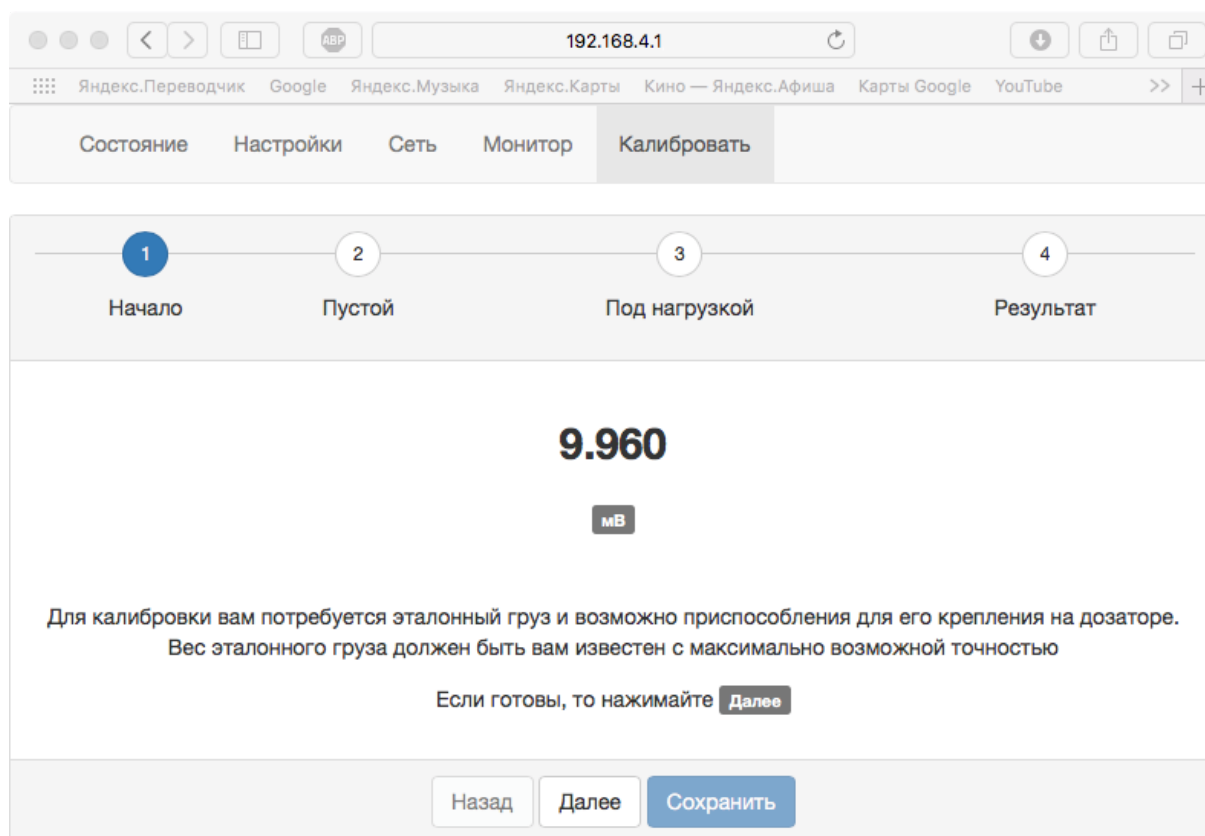 ABP
192.168.4.1
Яндекс.Переводчик Google Яндекс.Музыка Яндекс.Карты Кино — Яндекс.Афиша Карты Google YouTube >>
Состояние Настройки Сеть Монитор Калибровать
1 2 3 4
Начало Пустой Под нагрузкой Результат
9.960
мВ
Для калибровки вам потребуется эталонный груз и возможно приспособления для его крепления на дозаторе.
Вес эталонного груза должен быть вам известен с максимально возможной точностью
Если готовы, то нажимайте Далее
Назад Далее Сохранить